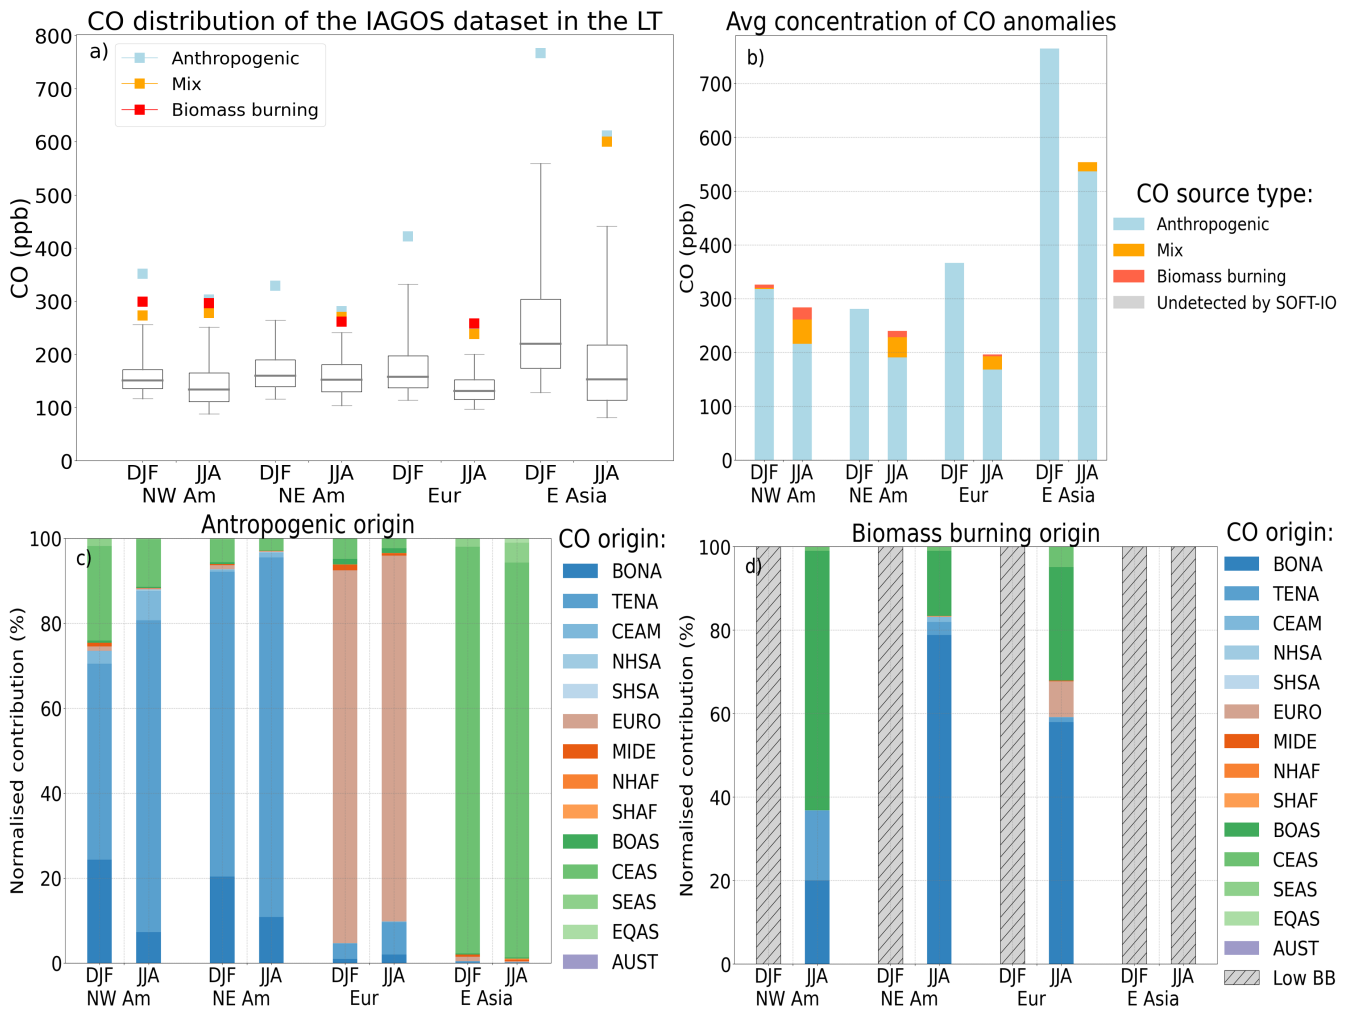 CO distribution of the IAGOS dataset in the LT
a)
Anthropogenic
Mix
Biomass burning
CO (ppb)
800
700
600
500
400
300
200
100
0
DJF JJA DJF JJA DJF JJA DJF JJA
NW Am NE Am Eur E Asia
Avg concentration of CO anomalies
b)
CO (ppb)
700
600
500
400
300
200
100
0
DJF JJA DJF JJA DJF JJA DJF JJA
NW Am NE Am Eur E Asia
CO source type:
Anthropogenic
Mix
Biomass burning
Undetected by SOFT-IO
Antropogenic origin
c)
Normalised contribution (%)
100
80
60
40
20
0
DJF JJA DJF JJA DJF JJA DJF JJA
NW Am NE Am Eur E Asia
CO origin:
BONA
TENA
CEAM
NHSA
SHSA
EURO
MIDE
NHAF
SHAF
BOAS
CEAS
SEAS
EQAS
AUST
Biomass burning origin
d)
Normalised contribution (%)
100
80
60
40
20
0
DJF JJA DJF JJA DJF JJA DJF JJA
NW Am NE Am Eur E Asia
CO origin:
BONA
TENA
CEAM
NHSA
SHSA
EURO
MIDE
NHAF
SHAF
BOAS
CEAS
SEAS
EQAS
AUST
Low BB